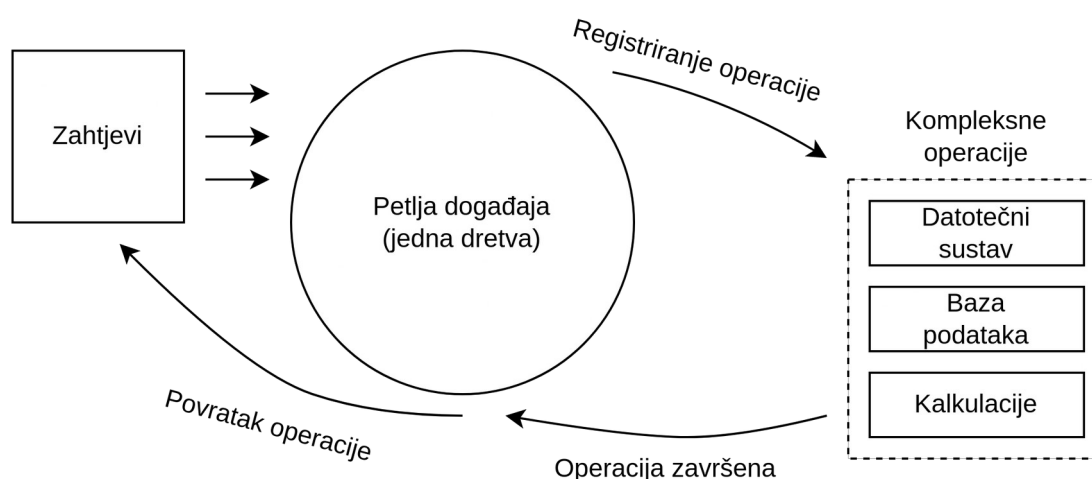 Registriranje operacije
Zahtjevi
Petlja događaja
(jedna dretva)
Kompleksne
operacije
Datotečni
sustav
Baza
podataka
Kalkulacije
Povratak operacije
Operacija završena